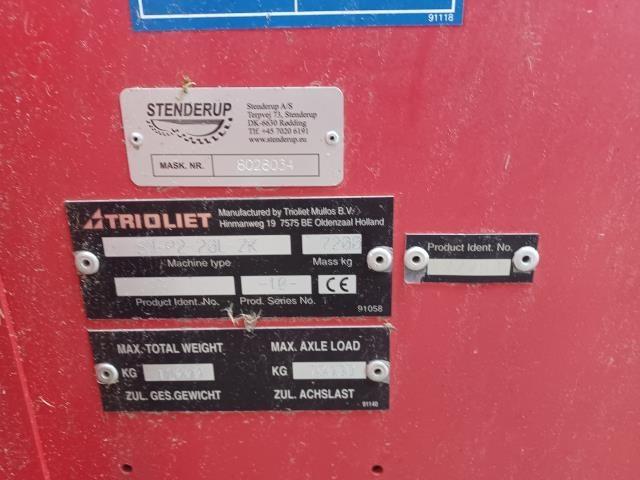 91118
STENDERUP
Stenderup A/S
Terpvej 73, Stenderup
DK-6630 Rødding
Tlf. +45 7020 6191
www.stenderup.eu
MASK. NR. 8028034
TRIOLIET
Manufactured by Trioliet Mullos B.V.
Hinmanweg 19 7575 BE Oldenzaal Holland
7200
Machine type Mass kg
-10- CE
Product Ident. No. Prod. Series No.
91058
Product Ident. No.
MAX. TOTAL WEIGHT MAX. AXLE LOAD
KG KG
ZUL. GES.GEWICHT ZUL. ACHSLAST
91140